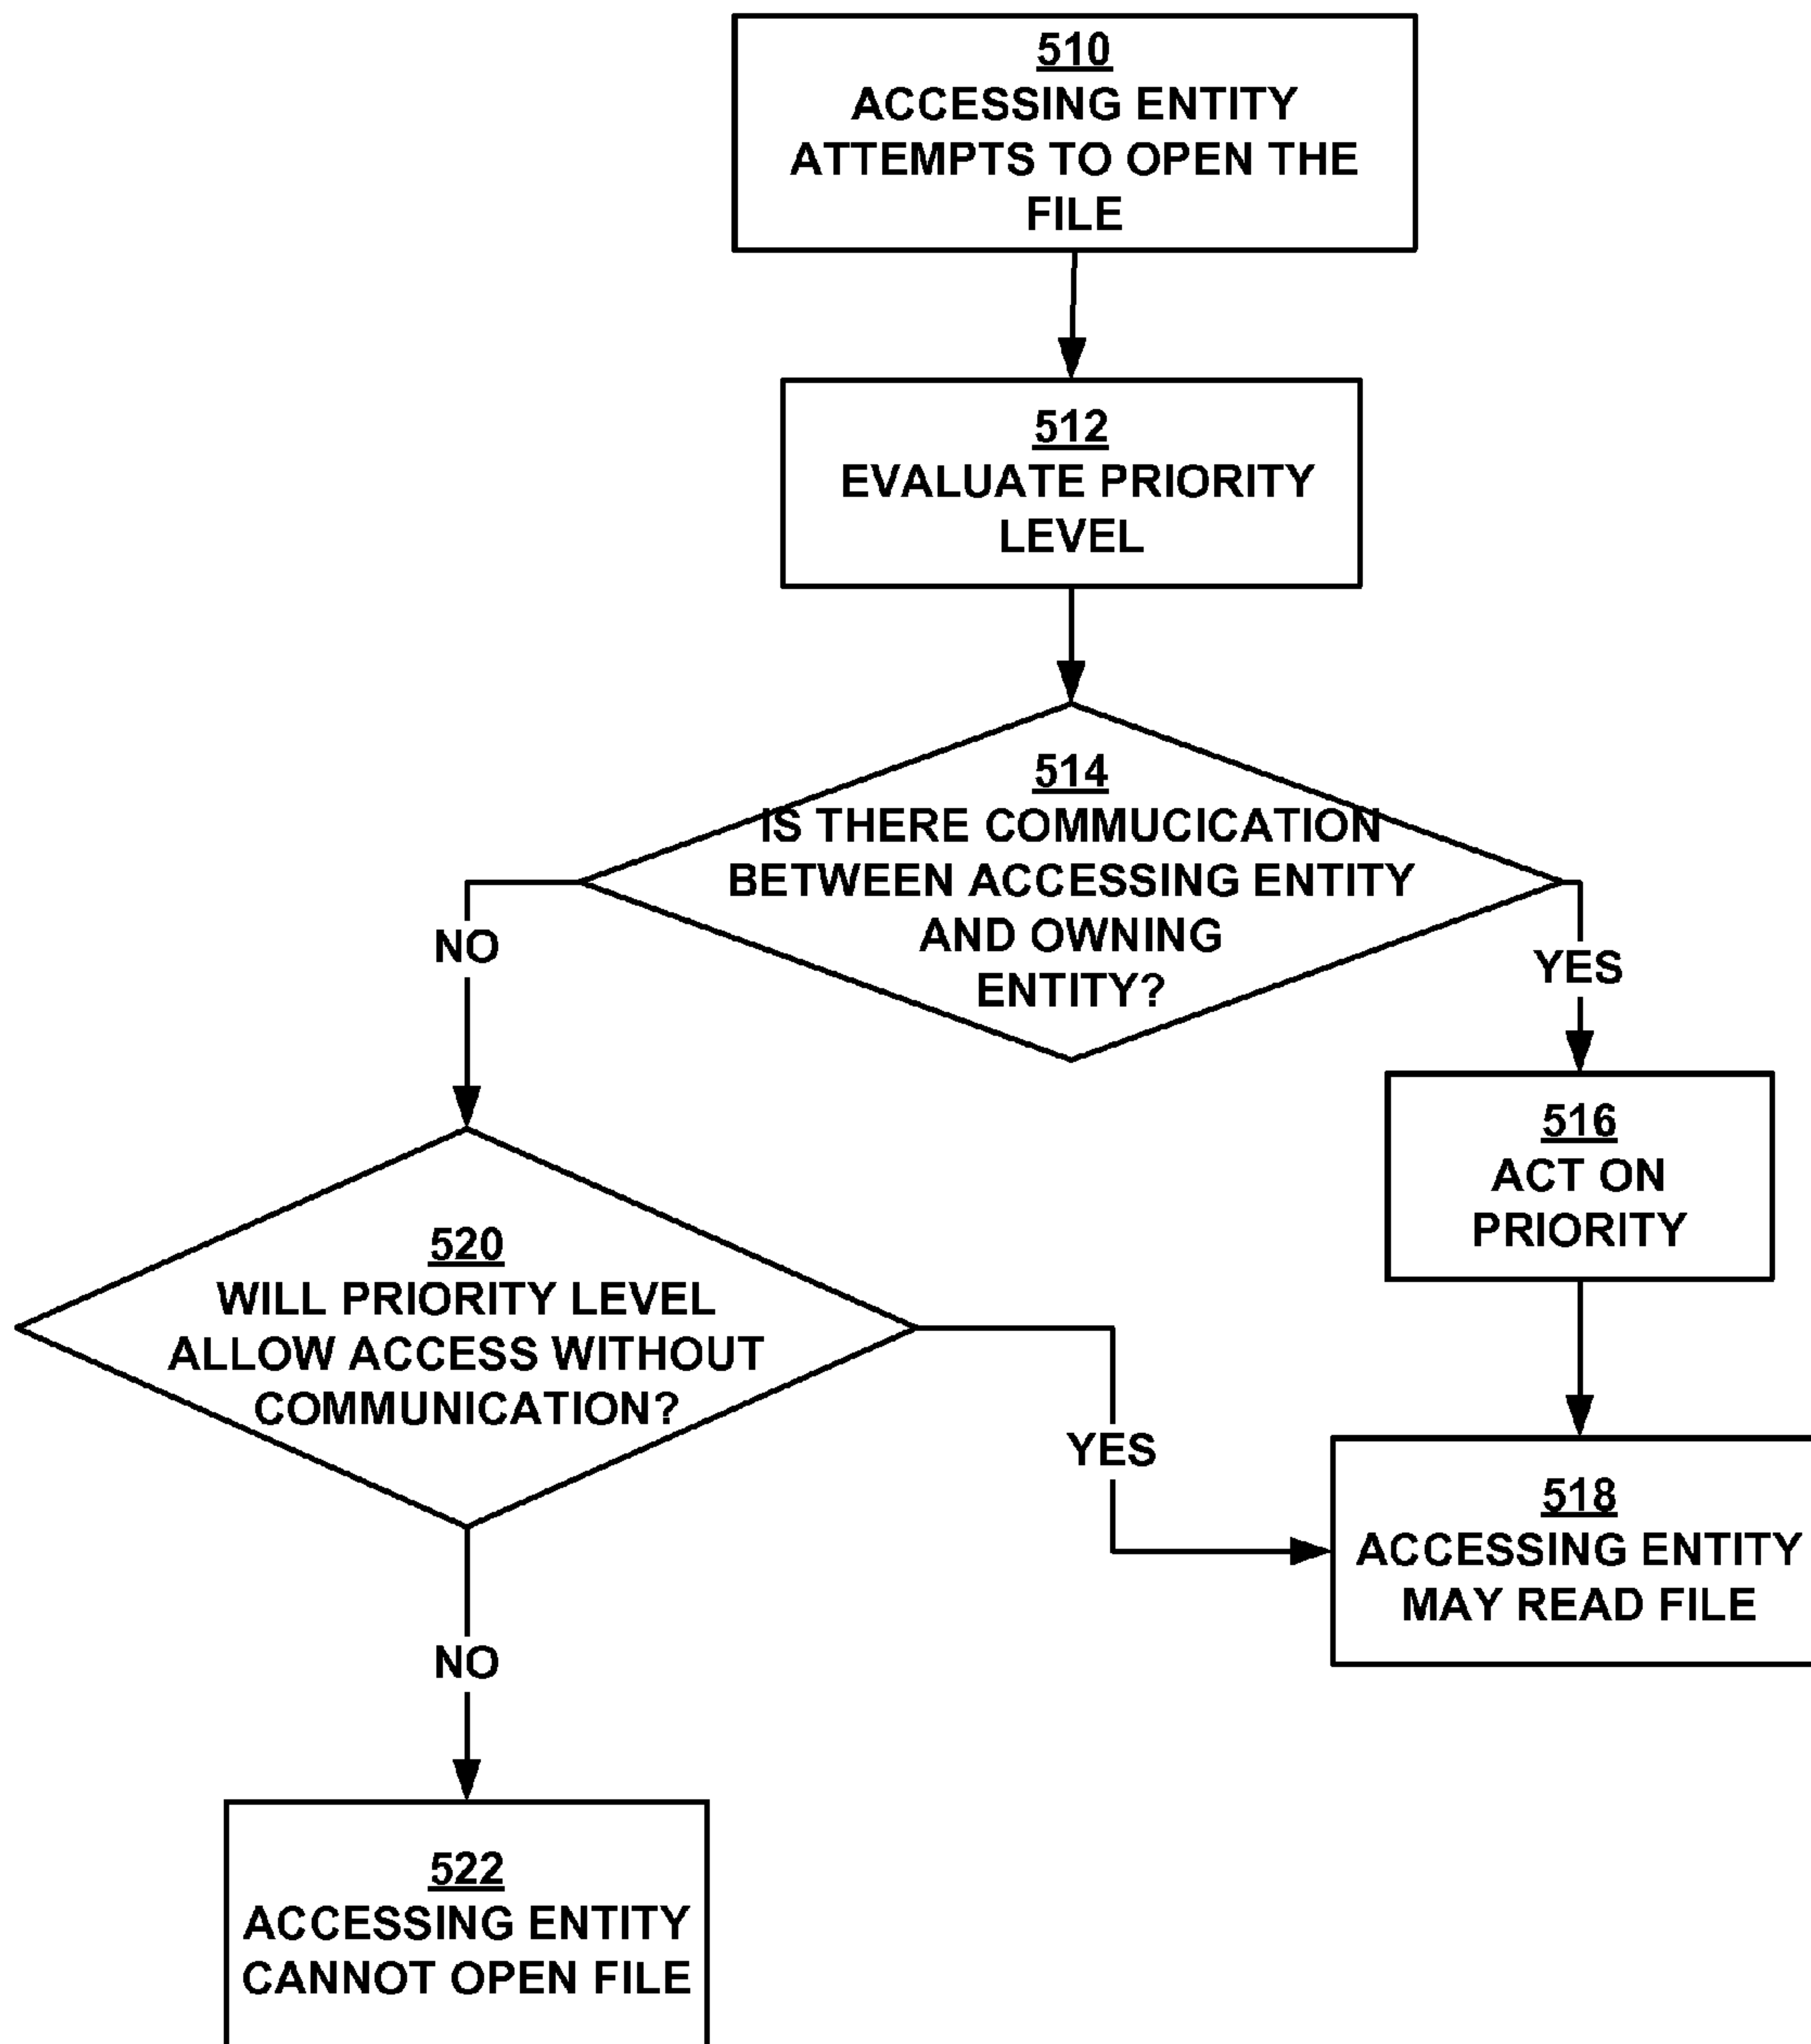 510
ACCESSING ENTITY
ATTEMPTS TO OPEN THE
FILE
512
EVALUATE PRIORITY
LEVEL
514
IS THERE COMMUCICATION
BETWEEN ACCESSING ENTITY
AND OWNING
ENTITY?
NO
YES
516
ACT ON
PRIORITY
520
WILL PRIORITY LEVEL
ALLOW ACCESS WITHOUT
COMMUNICATION?
YES
518
ACCESSING ENTITY
MAY READ FILE
NO
522
ACCESSING ENTITY
CANNOT OPEN FILE